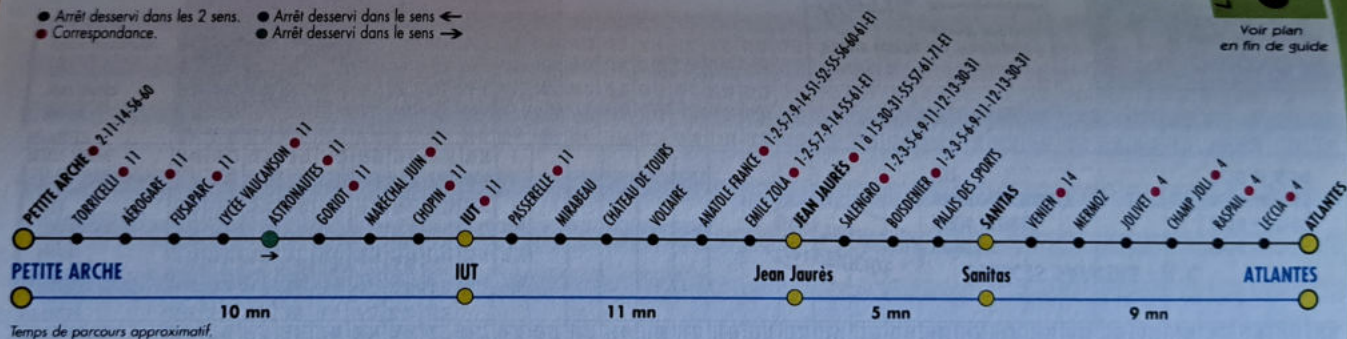 Arrêt desservi dans les 2 sens.
Correspondance.
Arrêt desservi dans le sens ←
Arrêt desservi dans le sens →
Voir plan
en fin de guide
PETITE ARCHE ● 2-11-14-56-60
TORRICELLI ● 11
AÉROGARE ● 11
FUSAPARC ● 11
LYCÉE VAUCANSON ● 11
ASTRONAUTES ● 11
GORIOT ● 11
MARÉCHAL JUIN ● 11
CHOPIN ● 11
IUT ● 11
PASSERELLE ● 11
MIRABEAU
CHÂTEAU DE TOURS
VOLTAIRE
ANATOLE FRANCE ● 1-2-5-7-9-14-51-52-55-56-60-61-E1
EMILE ZOLA ● 1-2-5-7-9-14-55-61-E1
JEAN JAURÈS ● 1 à 15-30-31-55-57-61-71-E1
SALENGRO ● 1-2-3-5-6-9-11-12-13-30-31
BOISDENIER ● 1-2-3-5-6-9-11-12-13-30-31
PALAIS DES SPORTS
SANITAS
VENIEN ● 14
MERMOZ
JOLIVET ● 4
CHAMP JOLI ● 4
RASPAIL ● 4
LECCIA ● 4
ATLANTES
→
PETITE ARCHE IUT Jean Jaurès Sanitas ATLANTES
10 mn 11 mn 5 mn 9 mn
Temps de parcours approximatif.